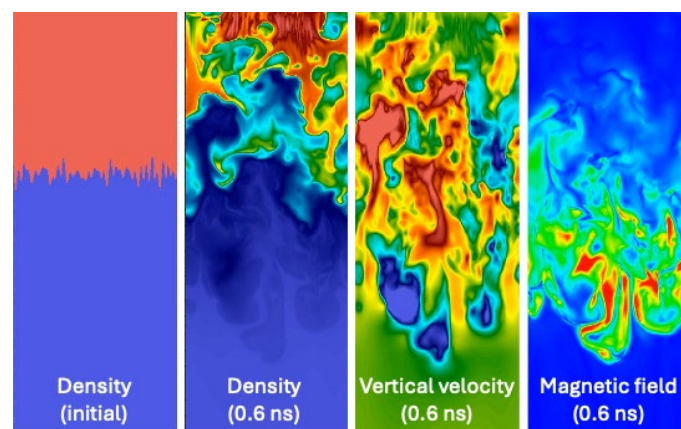 Density
(initial)
Density
(0.6 ns)
Vertical velocity
(0.6 ns)
Magnetic field
(0.6 ns)